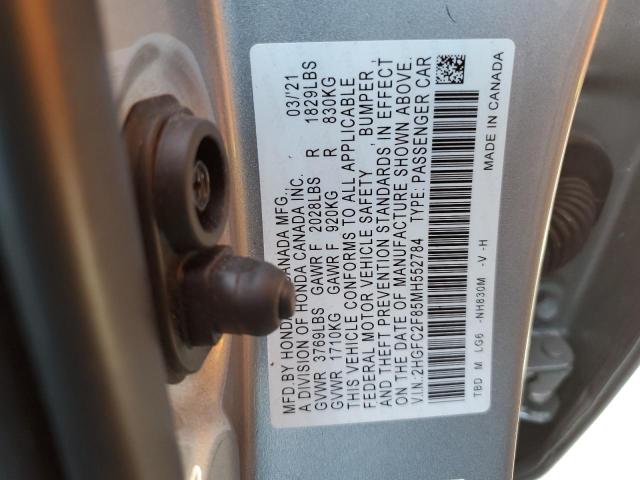 MFD.BY HONDA CANADA MFG., 03/'21
A DIVISION OF HONDA CANADA INC.
GVWR 3769LBS GAWR F 2028LBS R 1829LBS
GVWR 1710KG GAWR F 920KG R 830KG
THIS VEHICLE CONFORMS TO ALL APPLICABLE
FEDERAL MOTOR VEHICLE SAFETY, BUMPER,
AND THEFT PREVENTION STANDARDS IN EFFECT
ON THE DATE OF MANUFACTURE SHOWN ABOVE.
V.I.N.:2HGFC2F85MH552784 TYPE: PASSENGER CAR
TBD M LG6 -NH830M -V -H MADE IN CANADA